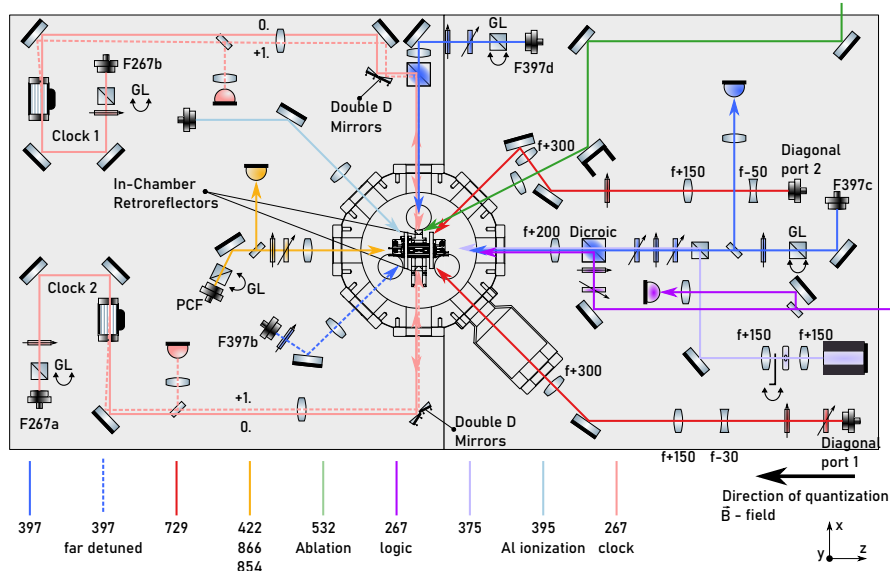 0.
+1.
F267b
GL
Clock 1
Double D
Mirrors
GL
F397d
f+300
Diagonal
port 2
f+150
f-50
F397c
In-Chamber
Retroreflectors
f+200
Dicroic
GL
PCF
GL
Clock 2
F397b
GL
F267a
+1.
0.
Double D
Mirrors
f+300
f+150
f+150
f+150
f-30
Diagonal
port 1
Direction of quantization
B - field
x
y
z
397
397
far detuned
729
422
866
854
532
Ablation
267
logic
375
395
Al ionization
267
clock